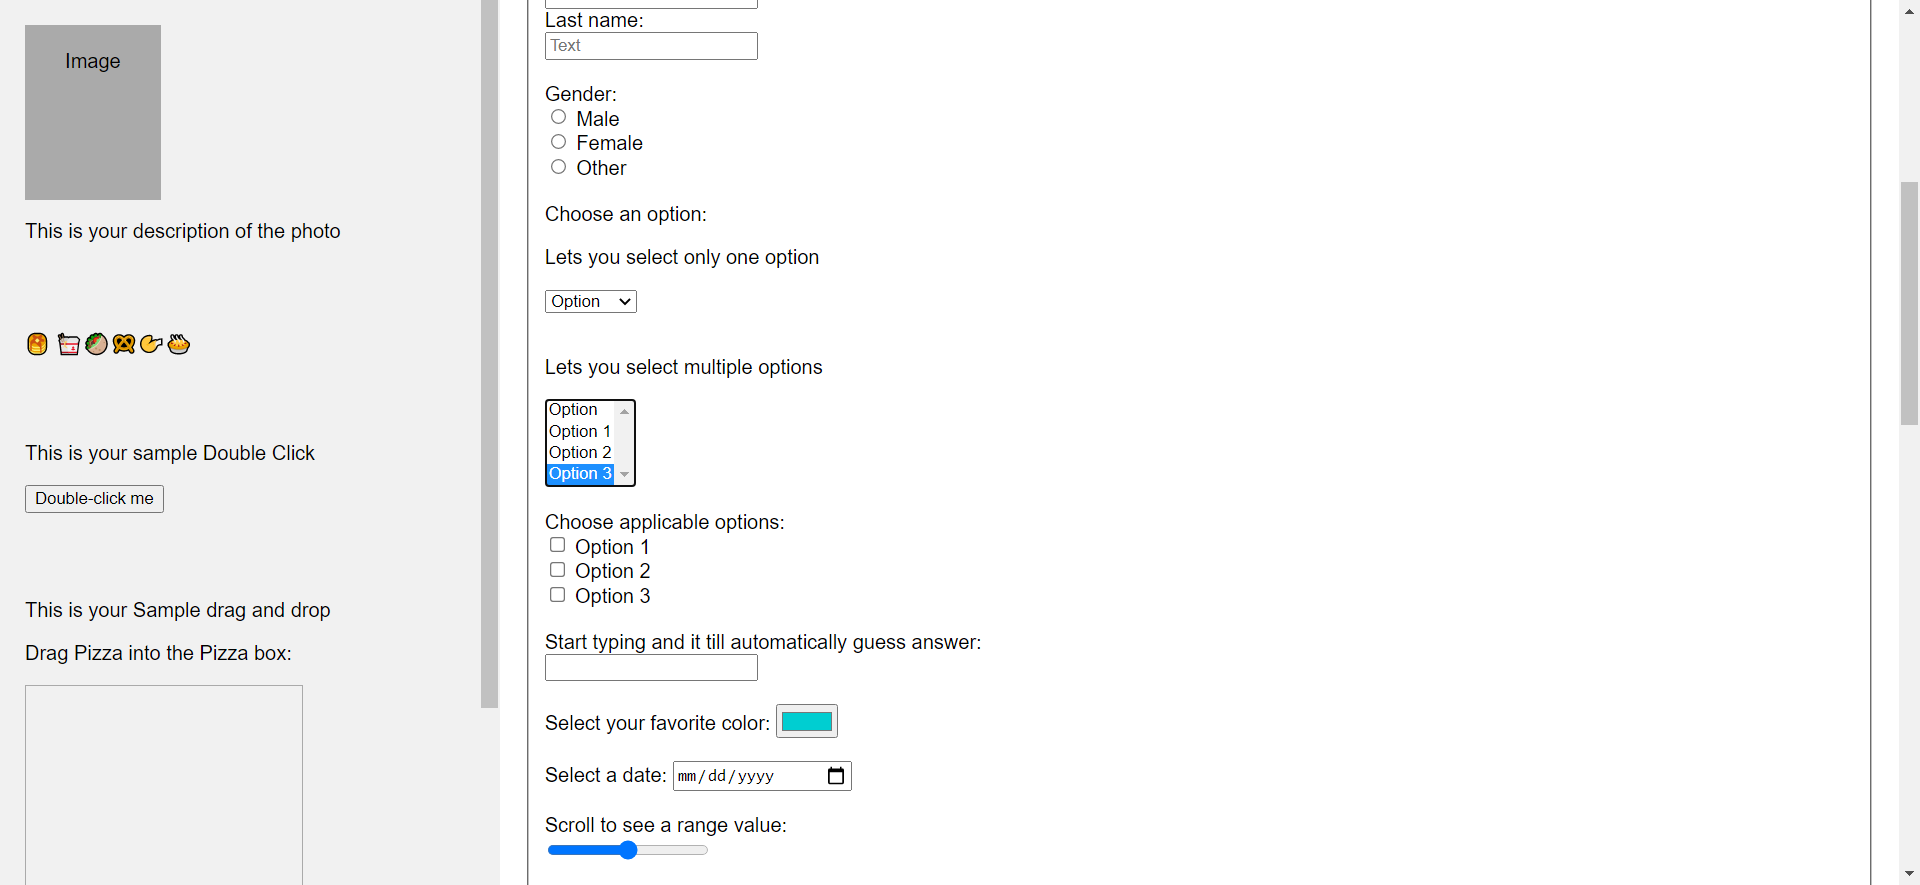 Image
This is your description of the photo
This is your sample Double Click
Double-click me
This is your Sample drag and drop
Drag Pizza into the Pizza box:
Last name:
Text
Gender:
Male
Female
Other
Choose an option:
Lets you select only one option
Option
Lets you select multiple options
Option
Option 1
Option 2
Option 3
Choose applicable options:
Option 1
Option 2
Option 3
Start typing and it till automatically guess answer:
Select your favorite color:
Select a date: mm/dd/yyyy
Scroll to see a range value: